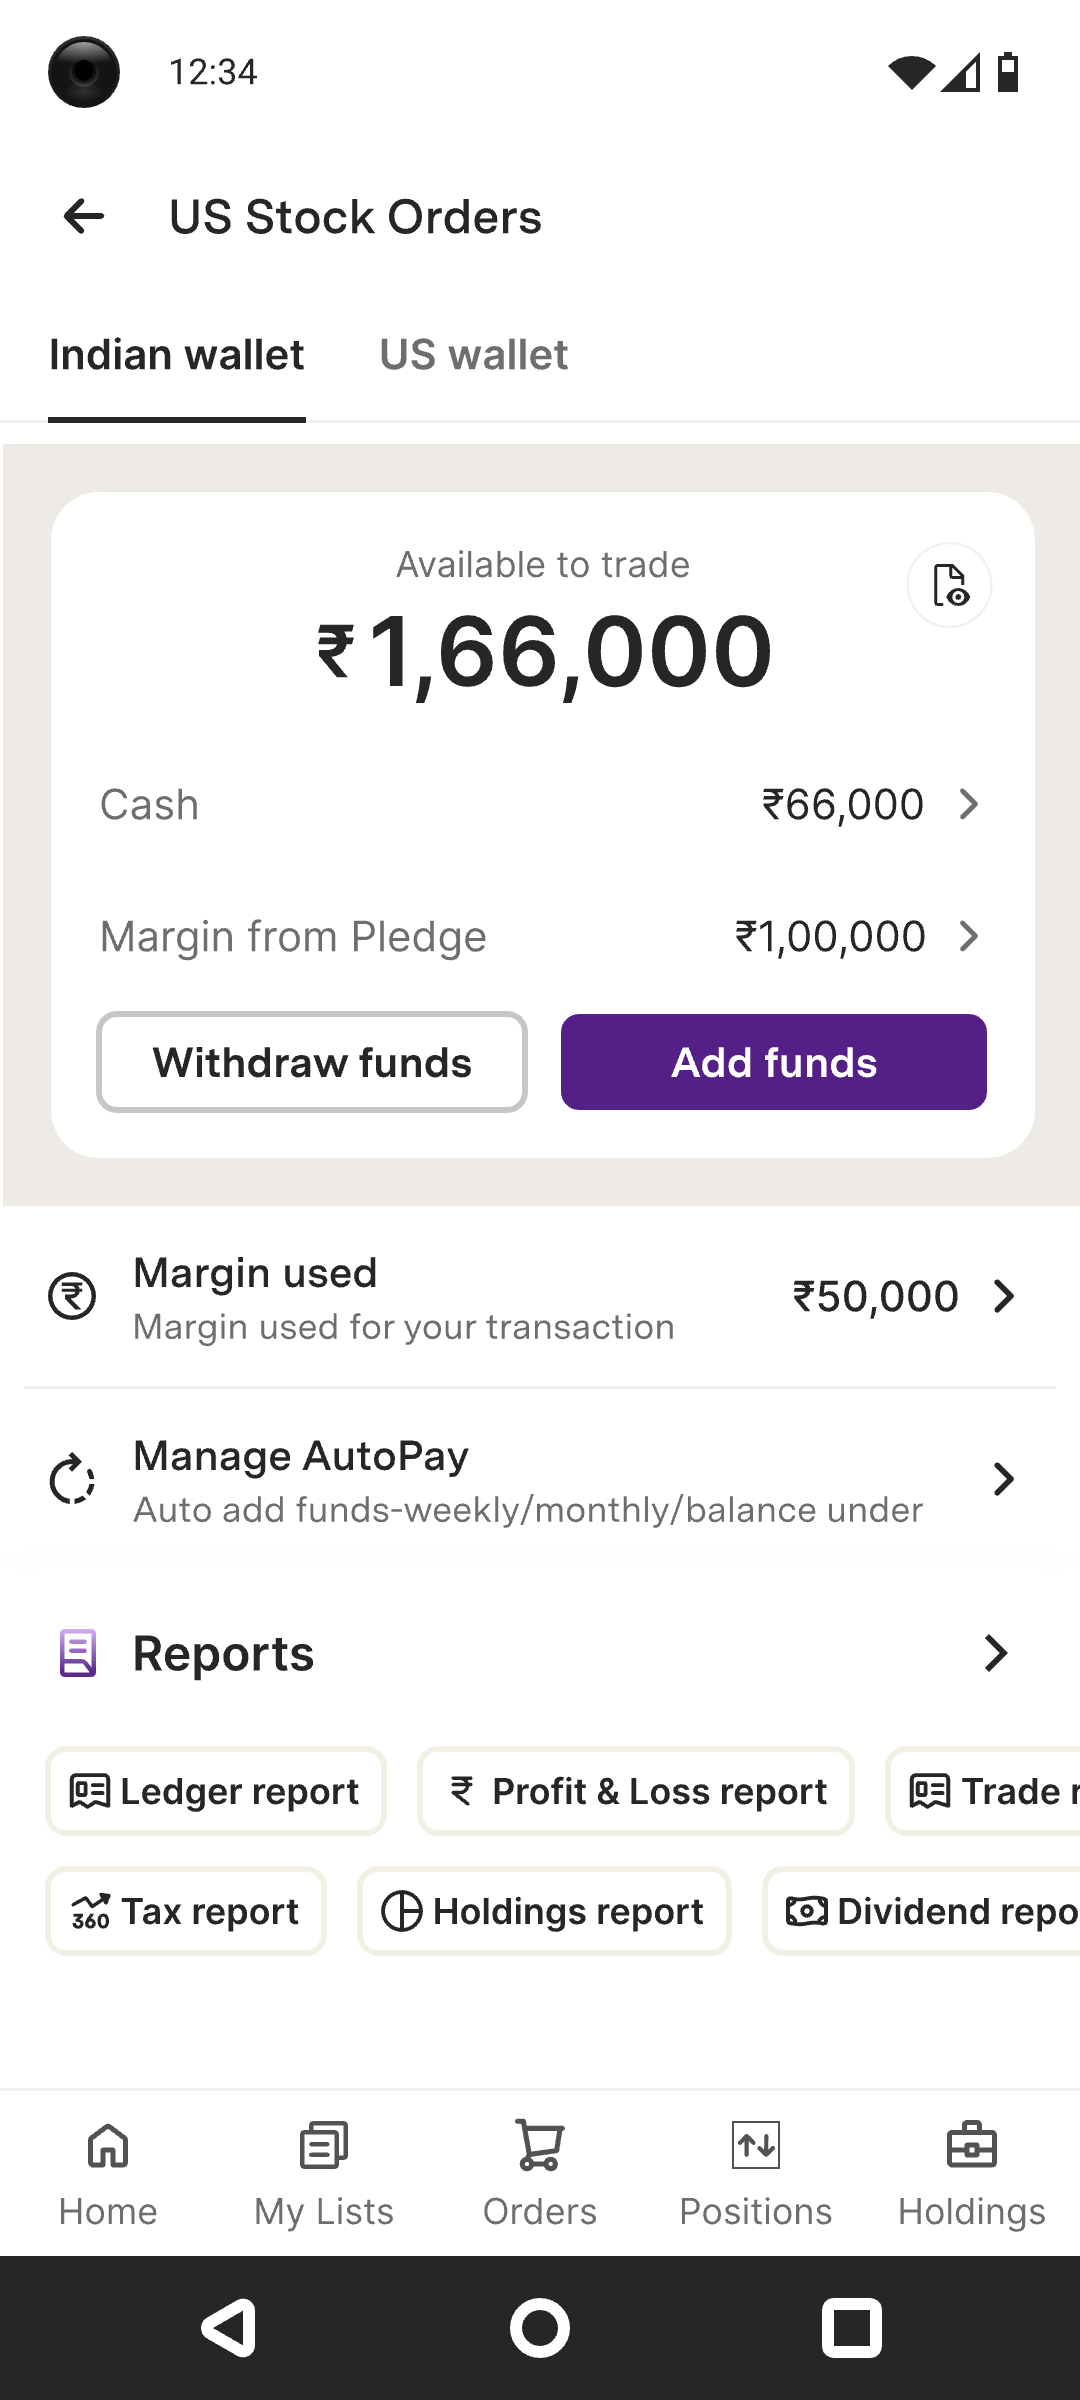 12:34
US Stock Orders
Indian wallet US wallet
Available to trade
₹1,66,000
Cash ₹66,000
Margin from Pledge ₹1,00,000
Withdraw funds Add funds
Margin used ₹50,000
Margin used for your transaction
Manage AutoPay
Auto add funds-weekly/monthly/balance under
Reports
Ledger report ₹ Profit & Loss report Trade r
360 Tax report Holdings report Dividend repo
Home My Lists Orders Positions Holdings